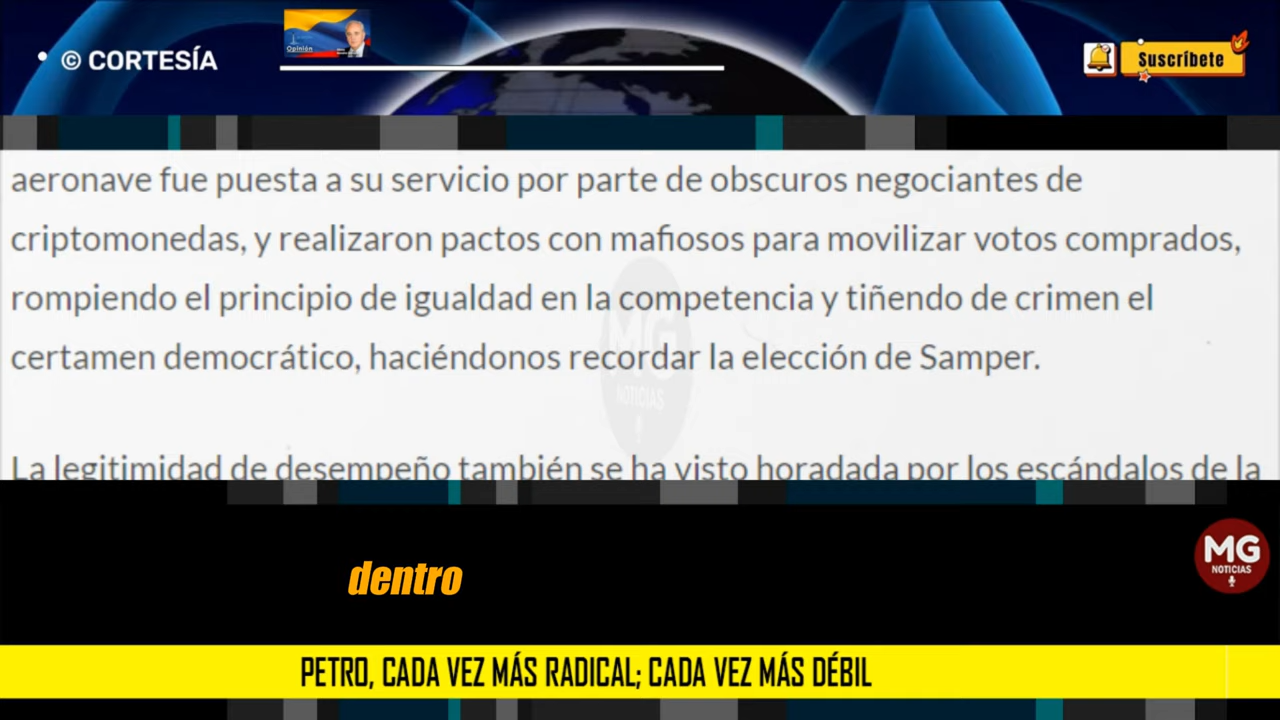 © CORTESÍA
Opinión
Suscríbete
aeronave fue puesta a su servicio por parte de obscuros negociantes de
criptomonedas, y realizaron pactos con mafiosos para movilizar votos comprados,
rompiendo el principio de igualdad en la competencia y tiñendo de crimen el
certamen democrático, haciéndonos recordar la elección de Samper.
MG
NOTICIAS
La legitimidad de desempeño también se ha visto horadada por los escándalos de la
dentro
MG
NOTICIAS
PETRO, CADA VEZ MÁS RADICAL; CADA VEZ MÁS DÉBIL